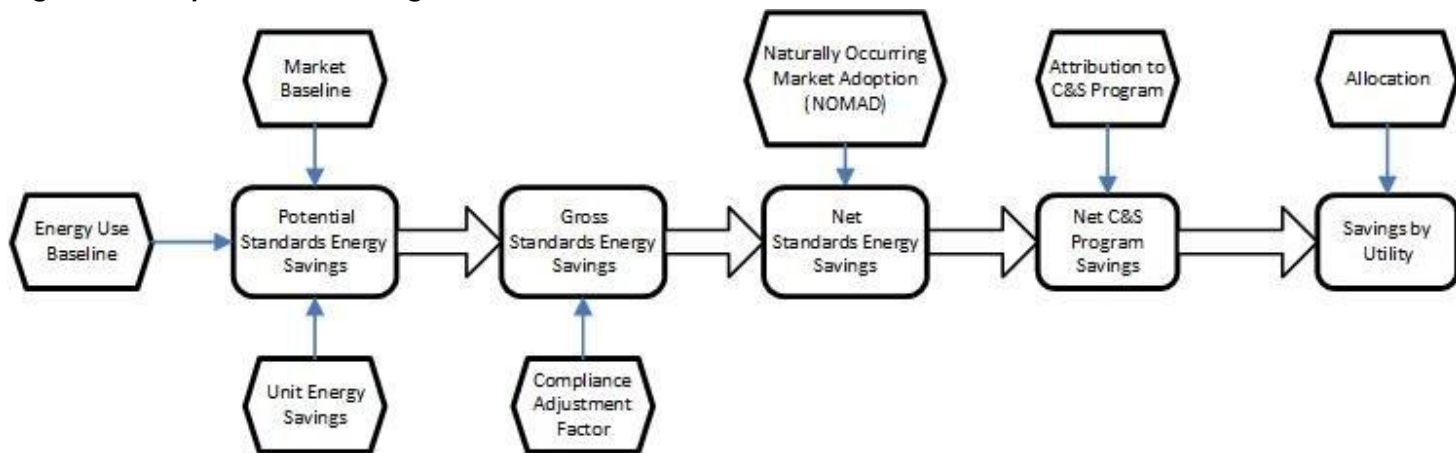 Market
Baseline
Naturally Occurring
Market Adoption
(NOMAD)
Attribution to
C&S Program
Allocation
Energy Use
Baseline
Potential
Standards Energy
Savings
Gross
Standards Energy
Savings
Net
Standards Energy
Savings
Net C&S
Program
Savings
Savings by
Utility
Unit Energy
Savings
Compliance
Adjustment
Factor